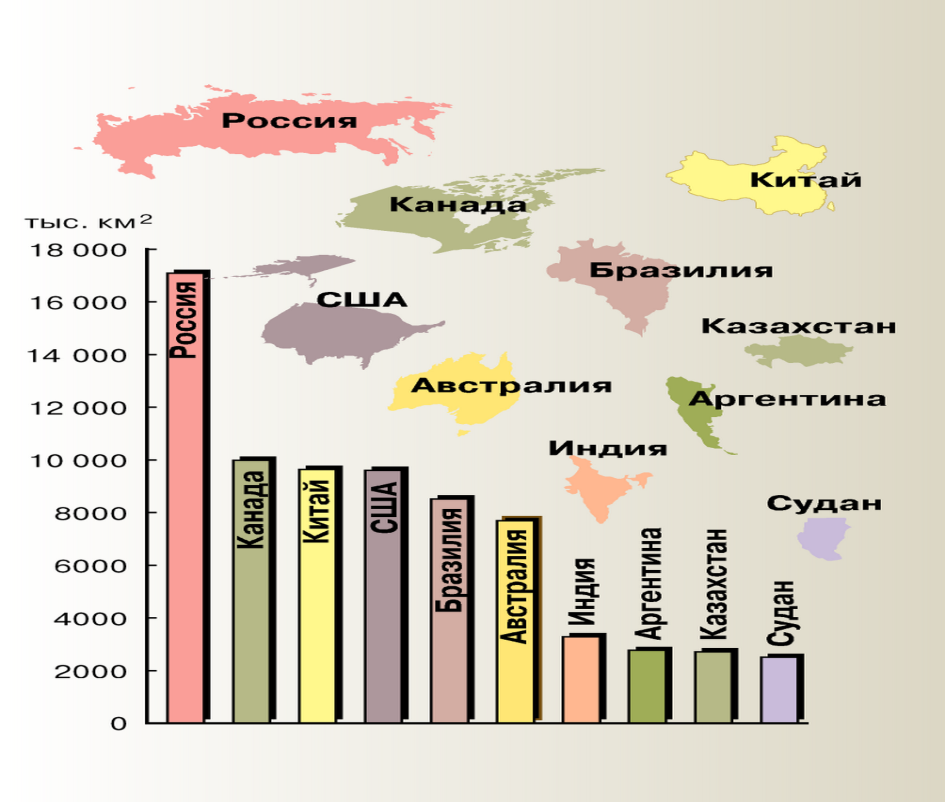 Россия
Китай
Канада
тыс. км²
Бразилия
США
Казахстан
Австралия
Аргентина
Индия
Судан
18 000
16 000
14 000
12 000
10 000
8000
6000
4000
2000
0
Россия
Канада
Китай
США
Бразилия
Австралия
Индия
Аргентина
Казахстан
Судан